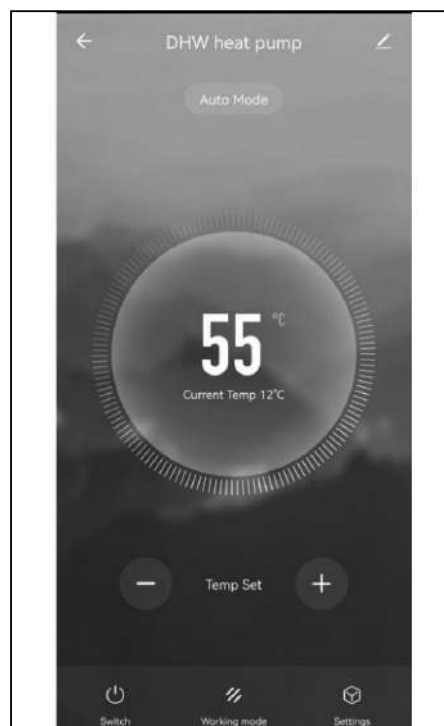 DHW heat pump
Auto Mode
55 °C
Current Temp 12°C
Temp Set
Switch Working mode Settings